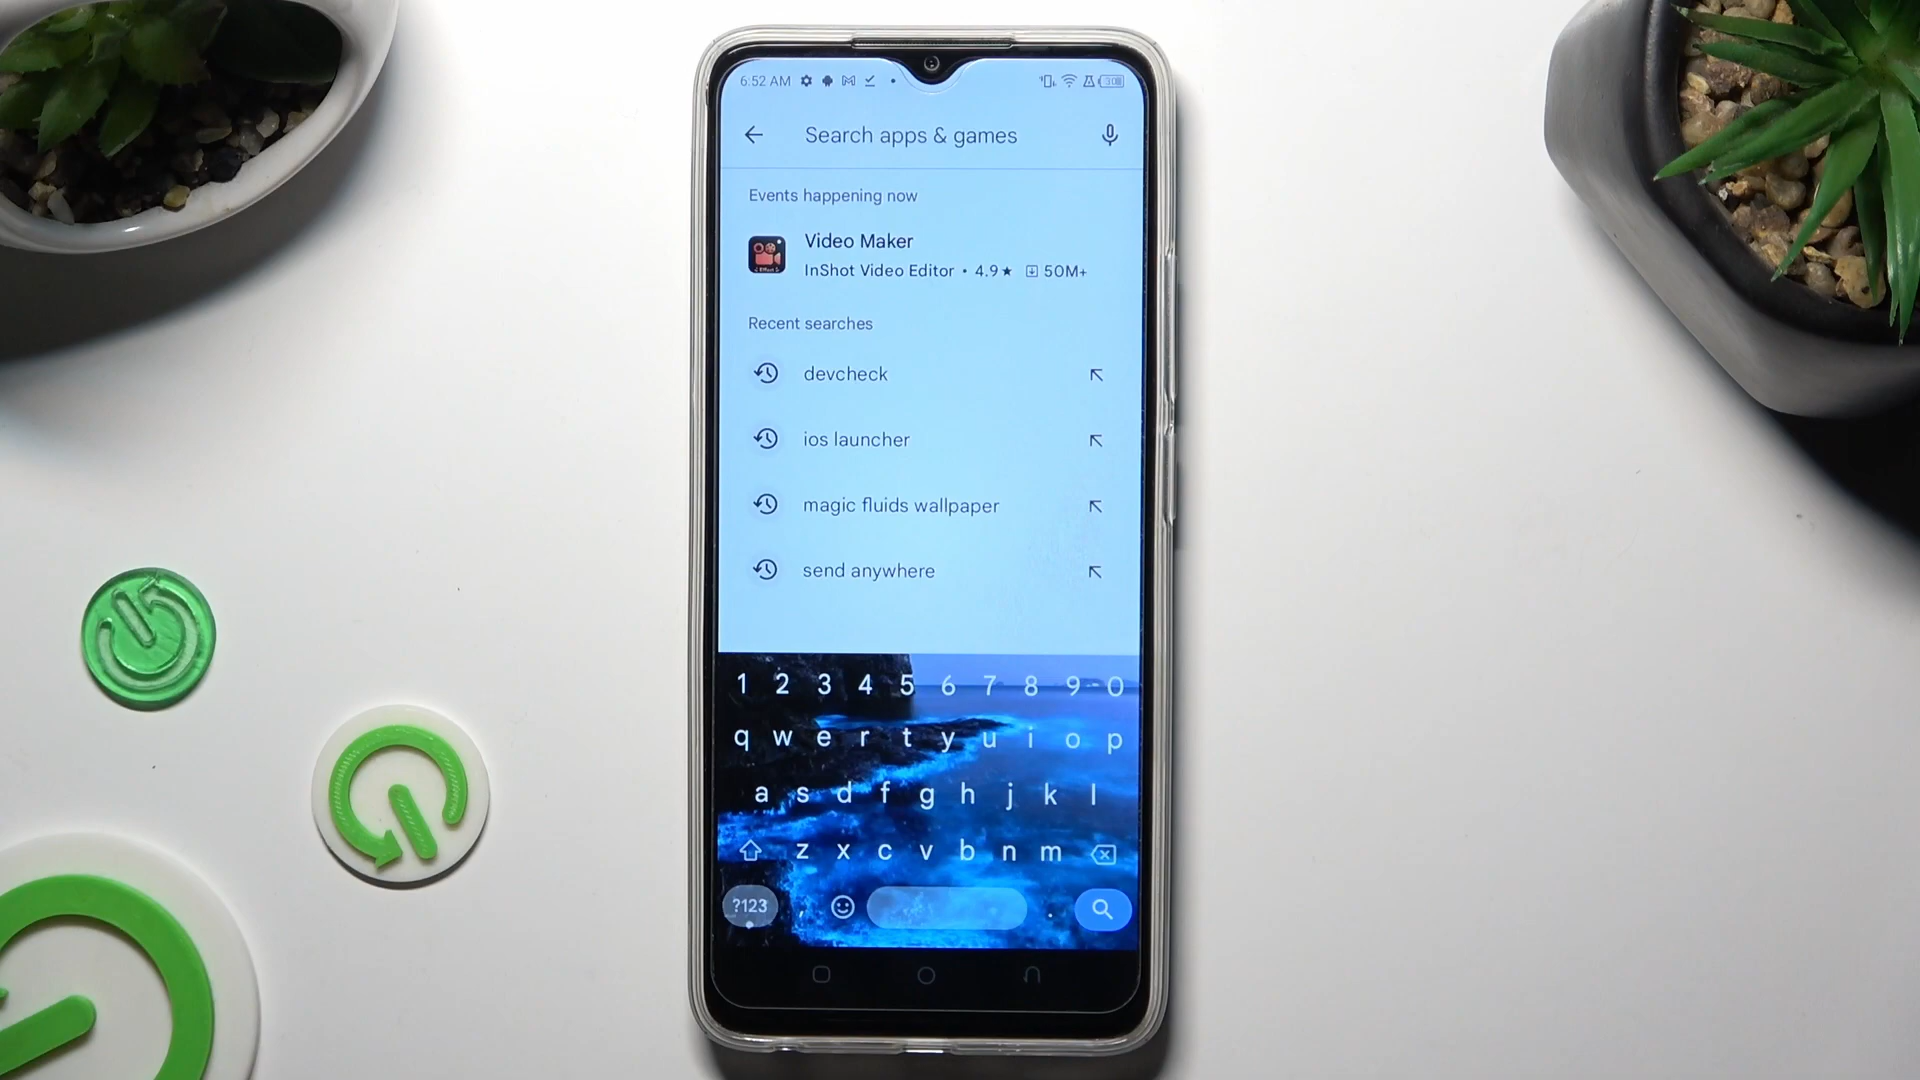 6:52 AM
Search apps & games
Events happening now
Video Maker
InShot Video Editor • 4.9★ 50M+
Recent searches
devcheck
ios launcher
magic fluids wallpaper
send anywhere
1 2 3 4 5 6 7 8 9 0
q w e r t y u i o p
a s d f g h j k l
z x c v b n m
?123 , .